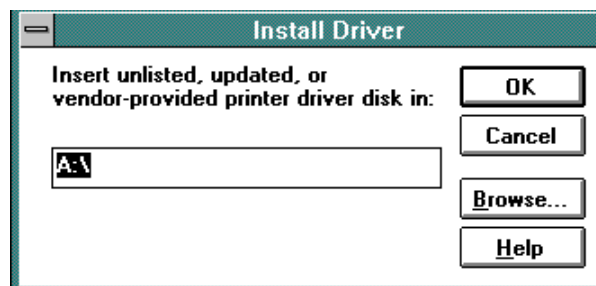 Install Driver
Insert unlisted, updated, or
vendor-provided printer driver disk in:
A:\
OK
Cancel
Browse...
Help